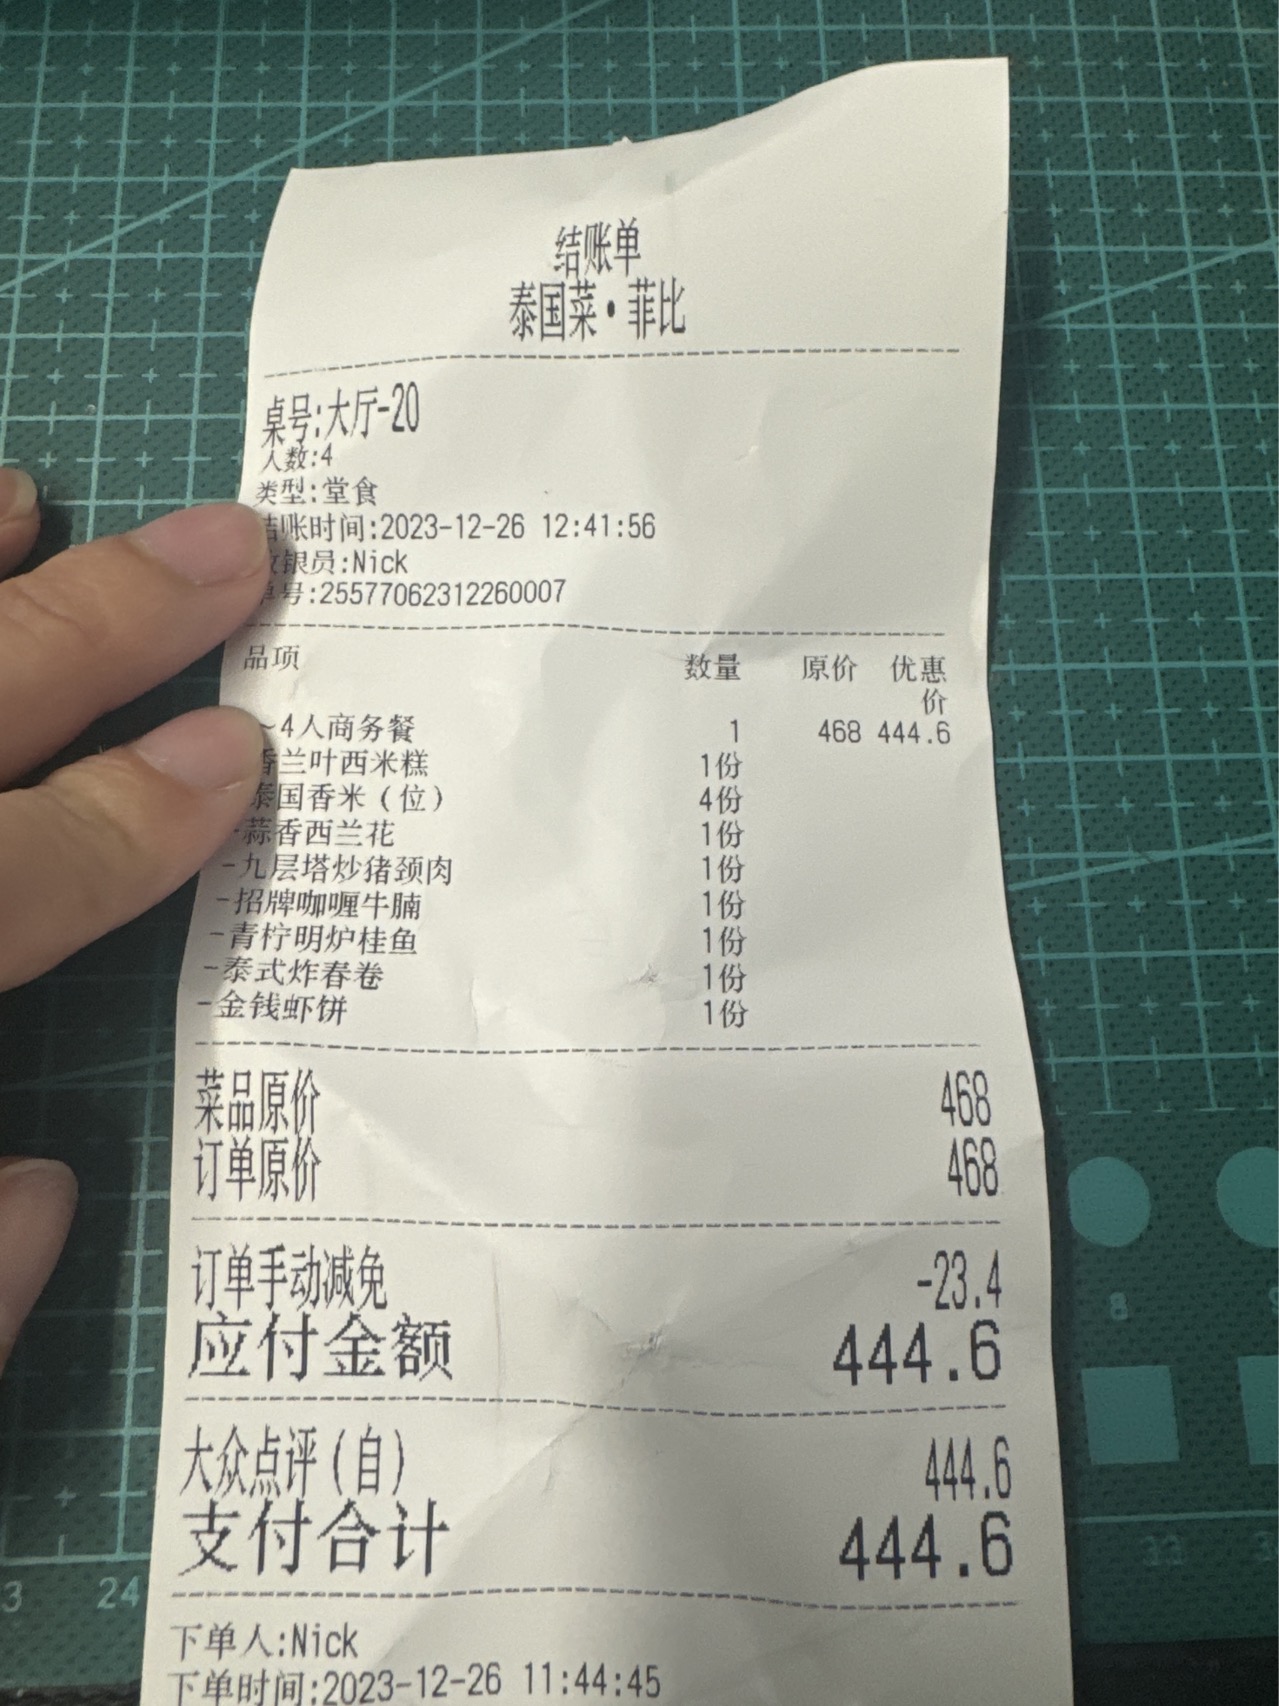 结账单
泰国菜•菲比
桌号:大厅-20
人数:4
类型:堂食
结账时间:2023-12-26 12:41:56
收银员:Nick
单号:25577062312260007
品项 数量 原价 优惠价
~4人商务餐 1 468 444.6
香兰叶西米糕 1份
泰国香米（位） 4份
-蒜香西兰花 1份
-九层塔炒猪颈肉 1份
-招牌咖喱牛腩 1份
-青柠明炉桂鱼 1份
-泰式炸春卷 1份
-金钱虾饼 1份
菜品原价 468
订单原价 468
订单手动减免 -23.4
应付金额 444.6
大众点评(自) 444.6
支付合计 444.6
下单人:Nick
下单时间:2023-12-26 11:44:45
3 24
8